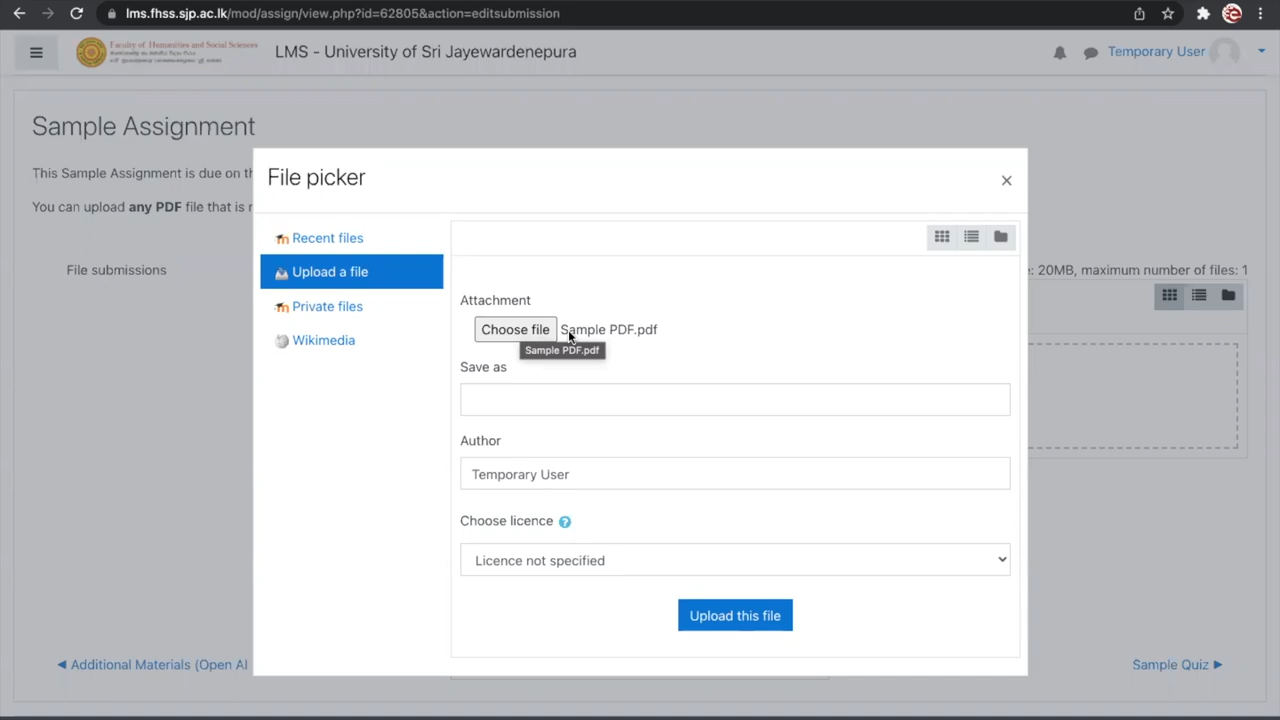 lms.fhss.sjp.ac.lk/mod/assign/view.php?id=62805&action=editsubmission
Faculty of Humanities and Social Sciences
LMS - University of Sri Jayewardenepura
Temporary User
Sample Assignment
This Sample Assignment is due on th
You can upload any PDF file that is r
File submissions
e: 20MB, maximum number of files: 1
File picker
×
Recent files
Upload a file
Private files
Wikimedia
Attachment
Choose file Sample PDF.pdf
Sample PDF.pdf
Save as
Author
Temporary User
Choose licence ?
Licence not specified
Upload this file
◀ Additional Materials (Open AI
Sample Quiz ▶